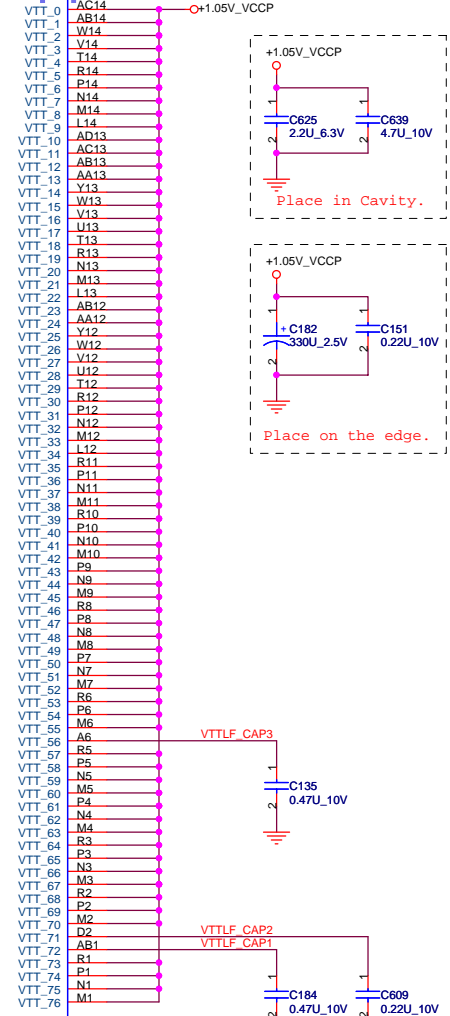 VTT_0 AC14 +1.05V_VCCP
VTT_1 AB14
VTT_2 W14
VTT_3 V14
VTT_4 T14
VTT_5 R14
VTT_6 P14
VTT_7 N14
VTT_8 M14
VTT_9 L14
VTT_10 AD13
VTT_11 AC13
VTT_12 AB13
VTT_13 AA13
VTT_14 Y13
VTT_15 W13
VTT_16 V13
VTT_17 U13
VTT_18 T13
VTT_19 R13
VTT_20 N13
VTT_21 M13
VTT_22 L13
VTT_23 AB12
VTT_24 AA12
VTT_25 Y12
VTT_26 W12
VTT_27 V12
VTT_28 U12
VTT_29 T12
VTT_30 R12
VTT_31 P12
VTT_32 N12
VTT_33 M12
VTT_34 L12
VTT_35 R11
VTT_36 P11
VTT_37 N11
VTT_38 M11
VTT_39 R10
VTT_40 P10
VTT_41 N10
VTT_42 M10
VTT_43 P9
VTT_44 N9
VTT_45 M9
VTT_46 R8
VTT_47 P8
VTT_48 N8
VTT_49 M8
VTT_50 P7
VTT_51 N7
VTT_52 M7
VTT_53 R6
VTT_54 P6
VTT_55 M6
VTT_56 A6 VTTLF_CAP3
VTT_57 R5
VTT_58 P5
VTT_59 N5
VTT_60 M5
VTT_61 P4
VTT_62 N4
VTT_63 M4
VTT_64 R3
VTT_65 P3
VTT_66 N3
VTT_67 M3
VTT_68 R2
VTT_69 P2
VTT_70 M2
VTT_71 D2 VTTLF_CAP2
VTT_72 AB1 VTTLF_CAP1
VTT_73 R1
VTT_74 P1
VTT_75 N1
VTT_76 M1
+1.05V_VCCP
1 1
C625 C639
2.2U_6.3V 4.7U_10V
2 2
Place in Cavity.
+1.05V_VCCP
1 1
+ C182 C151
330U_2.5V 0.22U_10V
2 2
Place on the edge.
1
C135
0.47U_10V
2
1 1
C184 C609
0.47U_10V 0.22U_10V
2 2